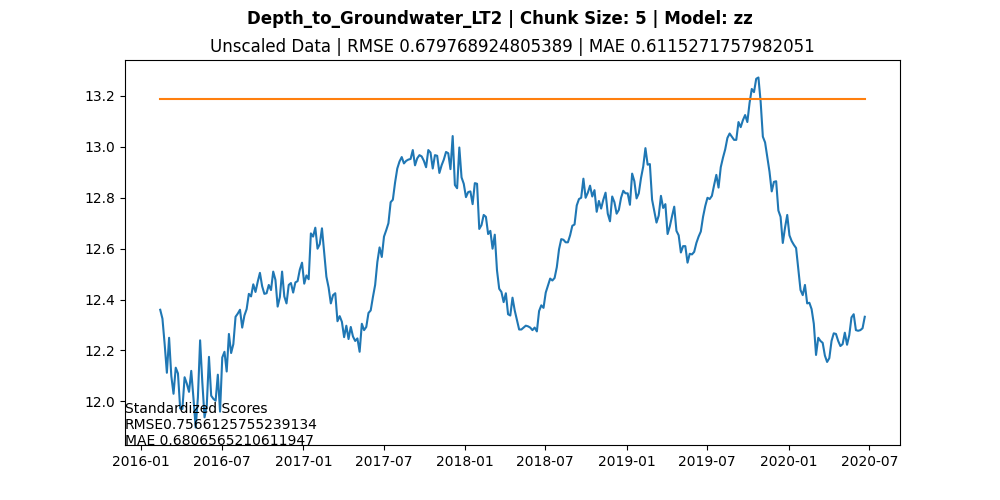 Depth_to_Groundwater_LT2 | Chunk Size: 5 | Model: zz
Unscaled Data | RMSE 0.679768924805389 | MAE 0.6115271757982051
13.2
13.0
12.8
12.6
12.4
12.2
12.0
Standardized Scores
RMSE0.7566125755239134
MAE 0.6806565210611947
2016-01 2016-07 2017-01 2017-07 2018-01 2018-07 2019-01 2019-07 2020-01 2020-07